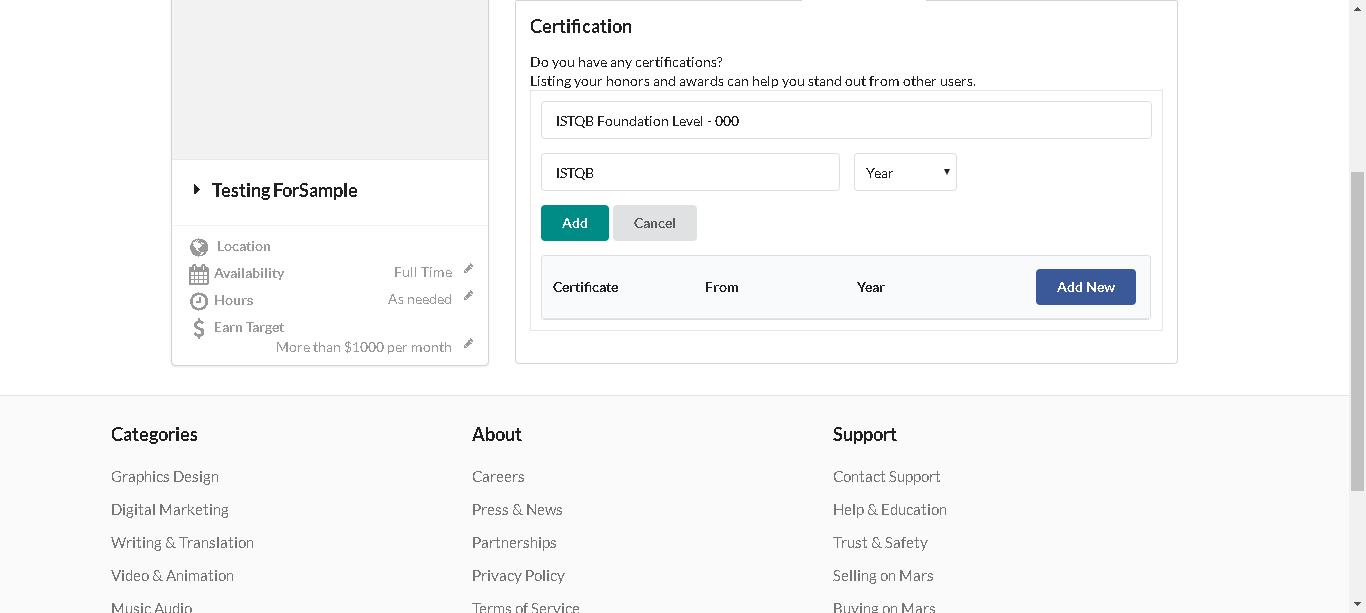 Certification
Do you have any certifications?
Listing your honors and awards can help you stand out from other users.
ISTQB Foundation Level - 000
ISTQB
Year
Add
Cancel
Certificate From Year Add New
Testing ForSample
Location
Availability Full Time
Hours As needed
Earn Target
More than $1000 per month
Categories
Graphics Design
Digital Marketing
Writing & Translation
Video & Animation
Music Audio
About
Careers
Press & News
Partnerships
Privacy Policy
Terms of Service
Support
Contact Support
Help & Education
Trust & Safety
Selling on Mars
Buying on Mars